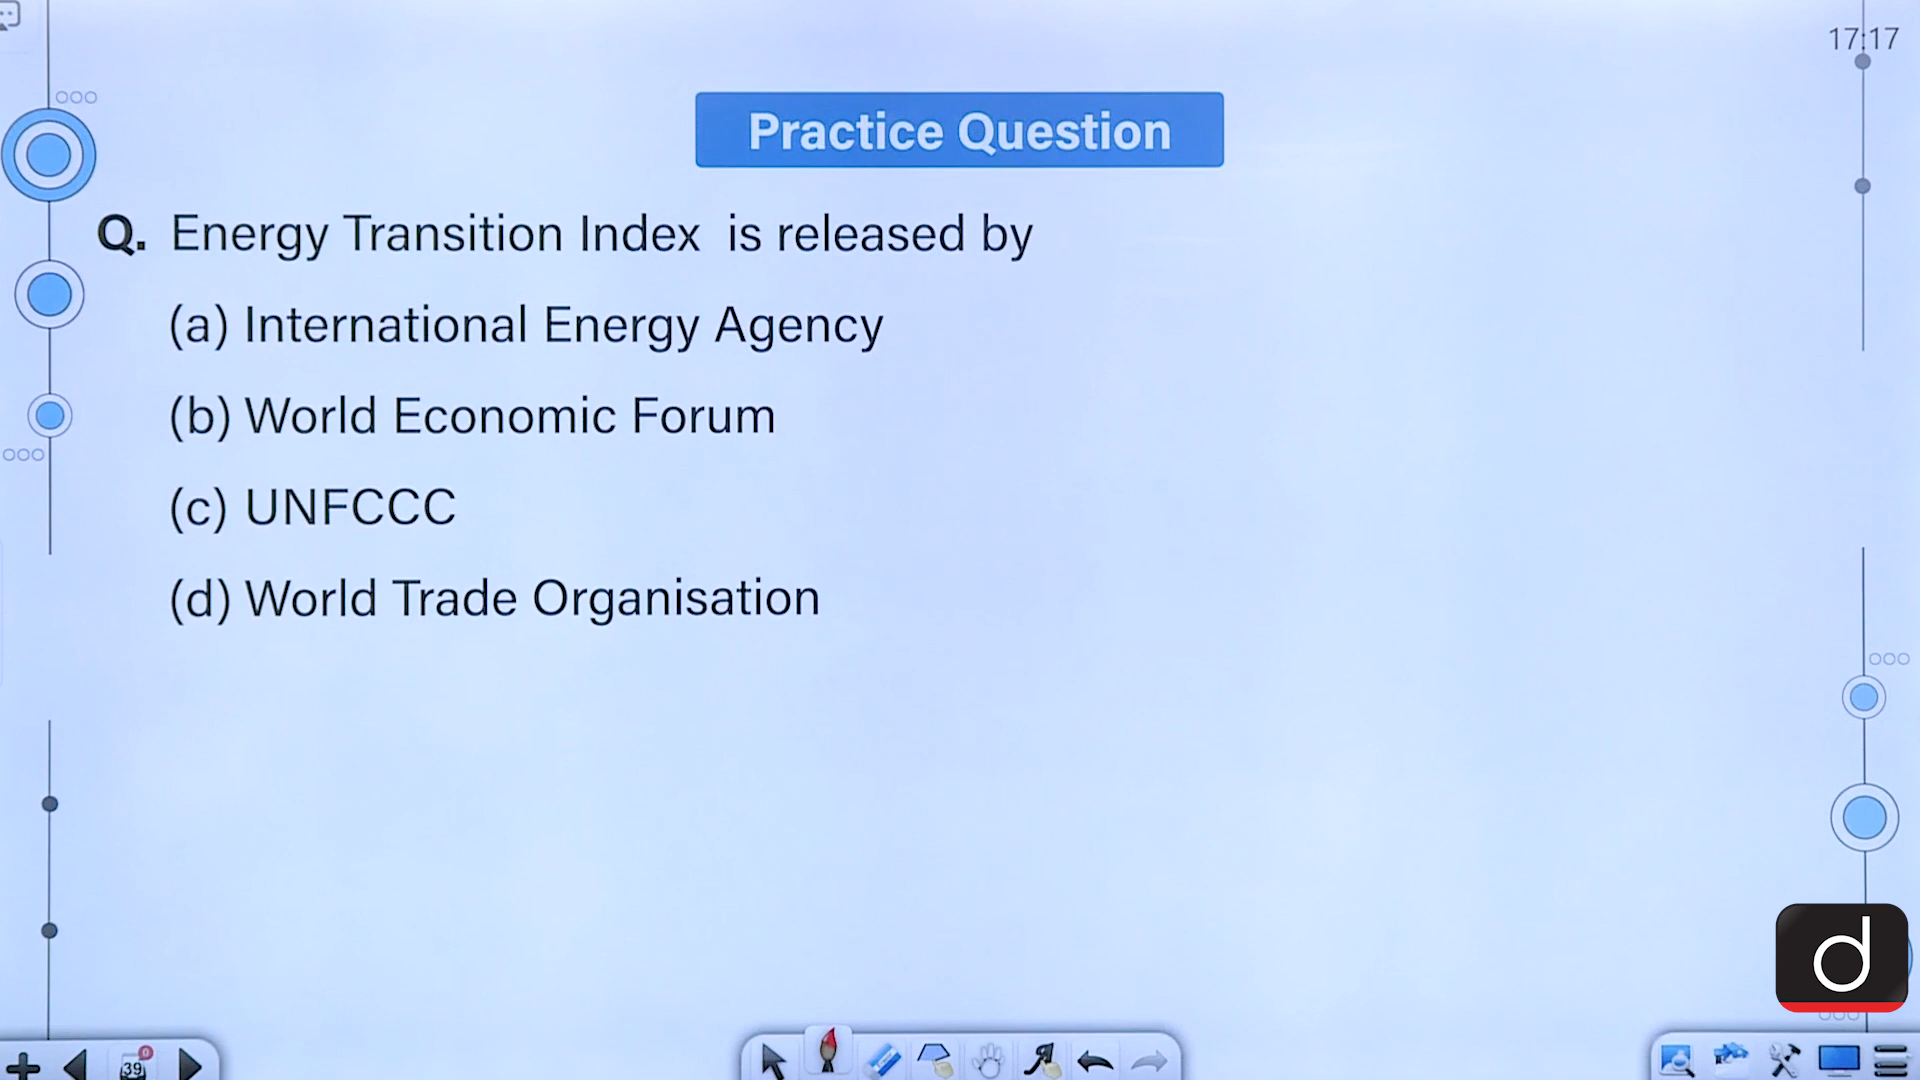 17:17
Practice Question
Q. Energy Transition Index is released by
(a) International Energy Agency
(b) World Economic Forum
(c) UNFCCC
(d) World Trade Organisation
d
0
39